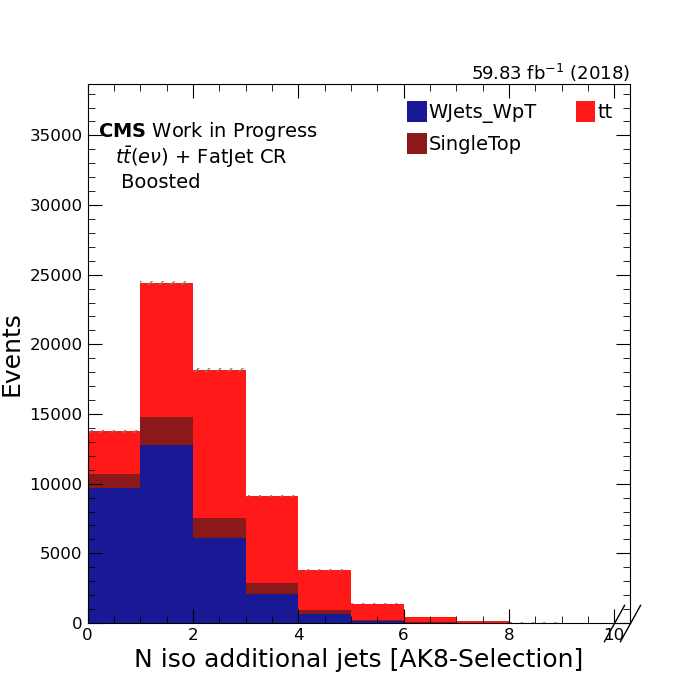 59.83 fb⁻¹ (2018)
CMS Work in Progress
tt̄(eν) + FatJet CR
Boosted
WJets_WpT
tt
SingleTop
Events
35000
30000
25000
20000
15000
10000
5000
0
0 2 4 6 8 10
N iso additional jets [AK8-Selection]